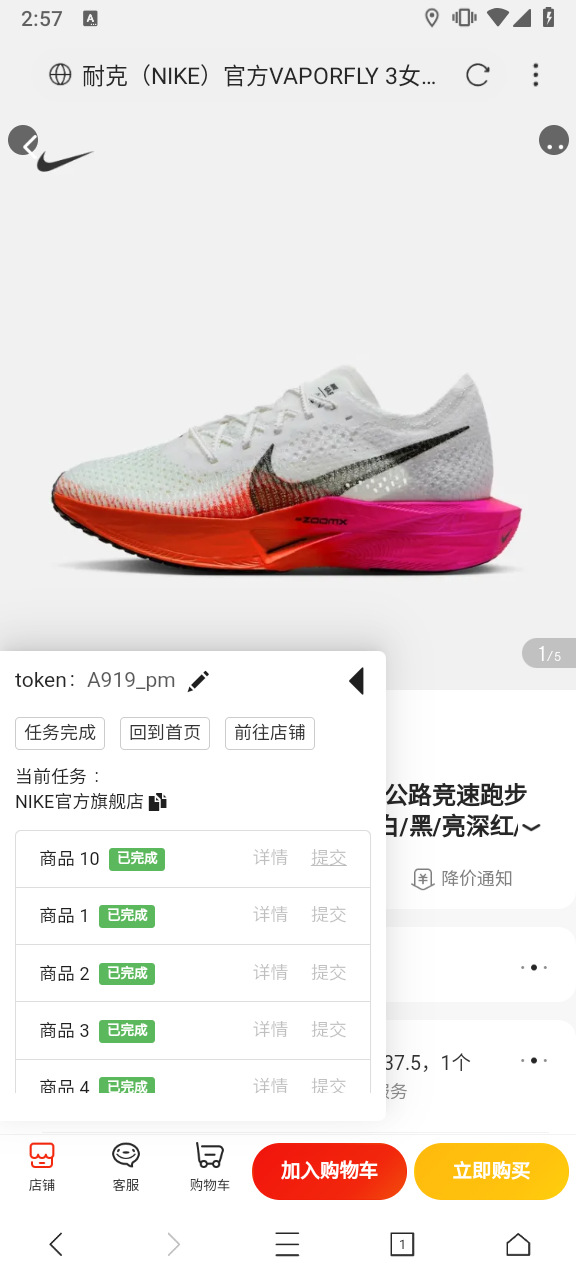 2:57
A
耐克（NIKE）官方VAPORFLY 3女...
ZOOMX
1/5
token： A919_pm
任务完成 回到首页 前往店铺
当前任务：
NIKE官方旗舰店
公路竞速跑步
白/黑/亮深红/
降价通知
商品 10 已完成 详情 提交
商品 1 已完成 详情 提交
商品 2 已完成 详情 提交
商品 3 已完成 详情 提交
37.5，1个
商品 4 已完成 详情 提交
服务
店铺 客服 购物车 加入购物车 立即购买
1